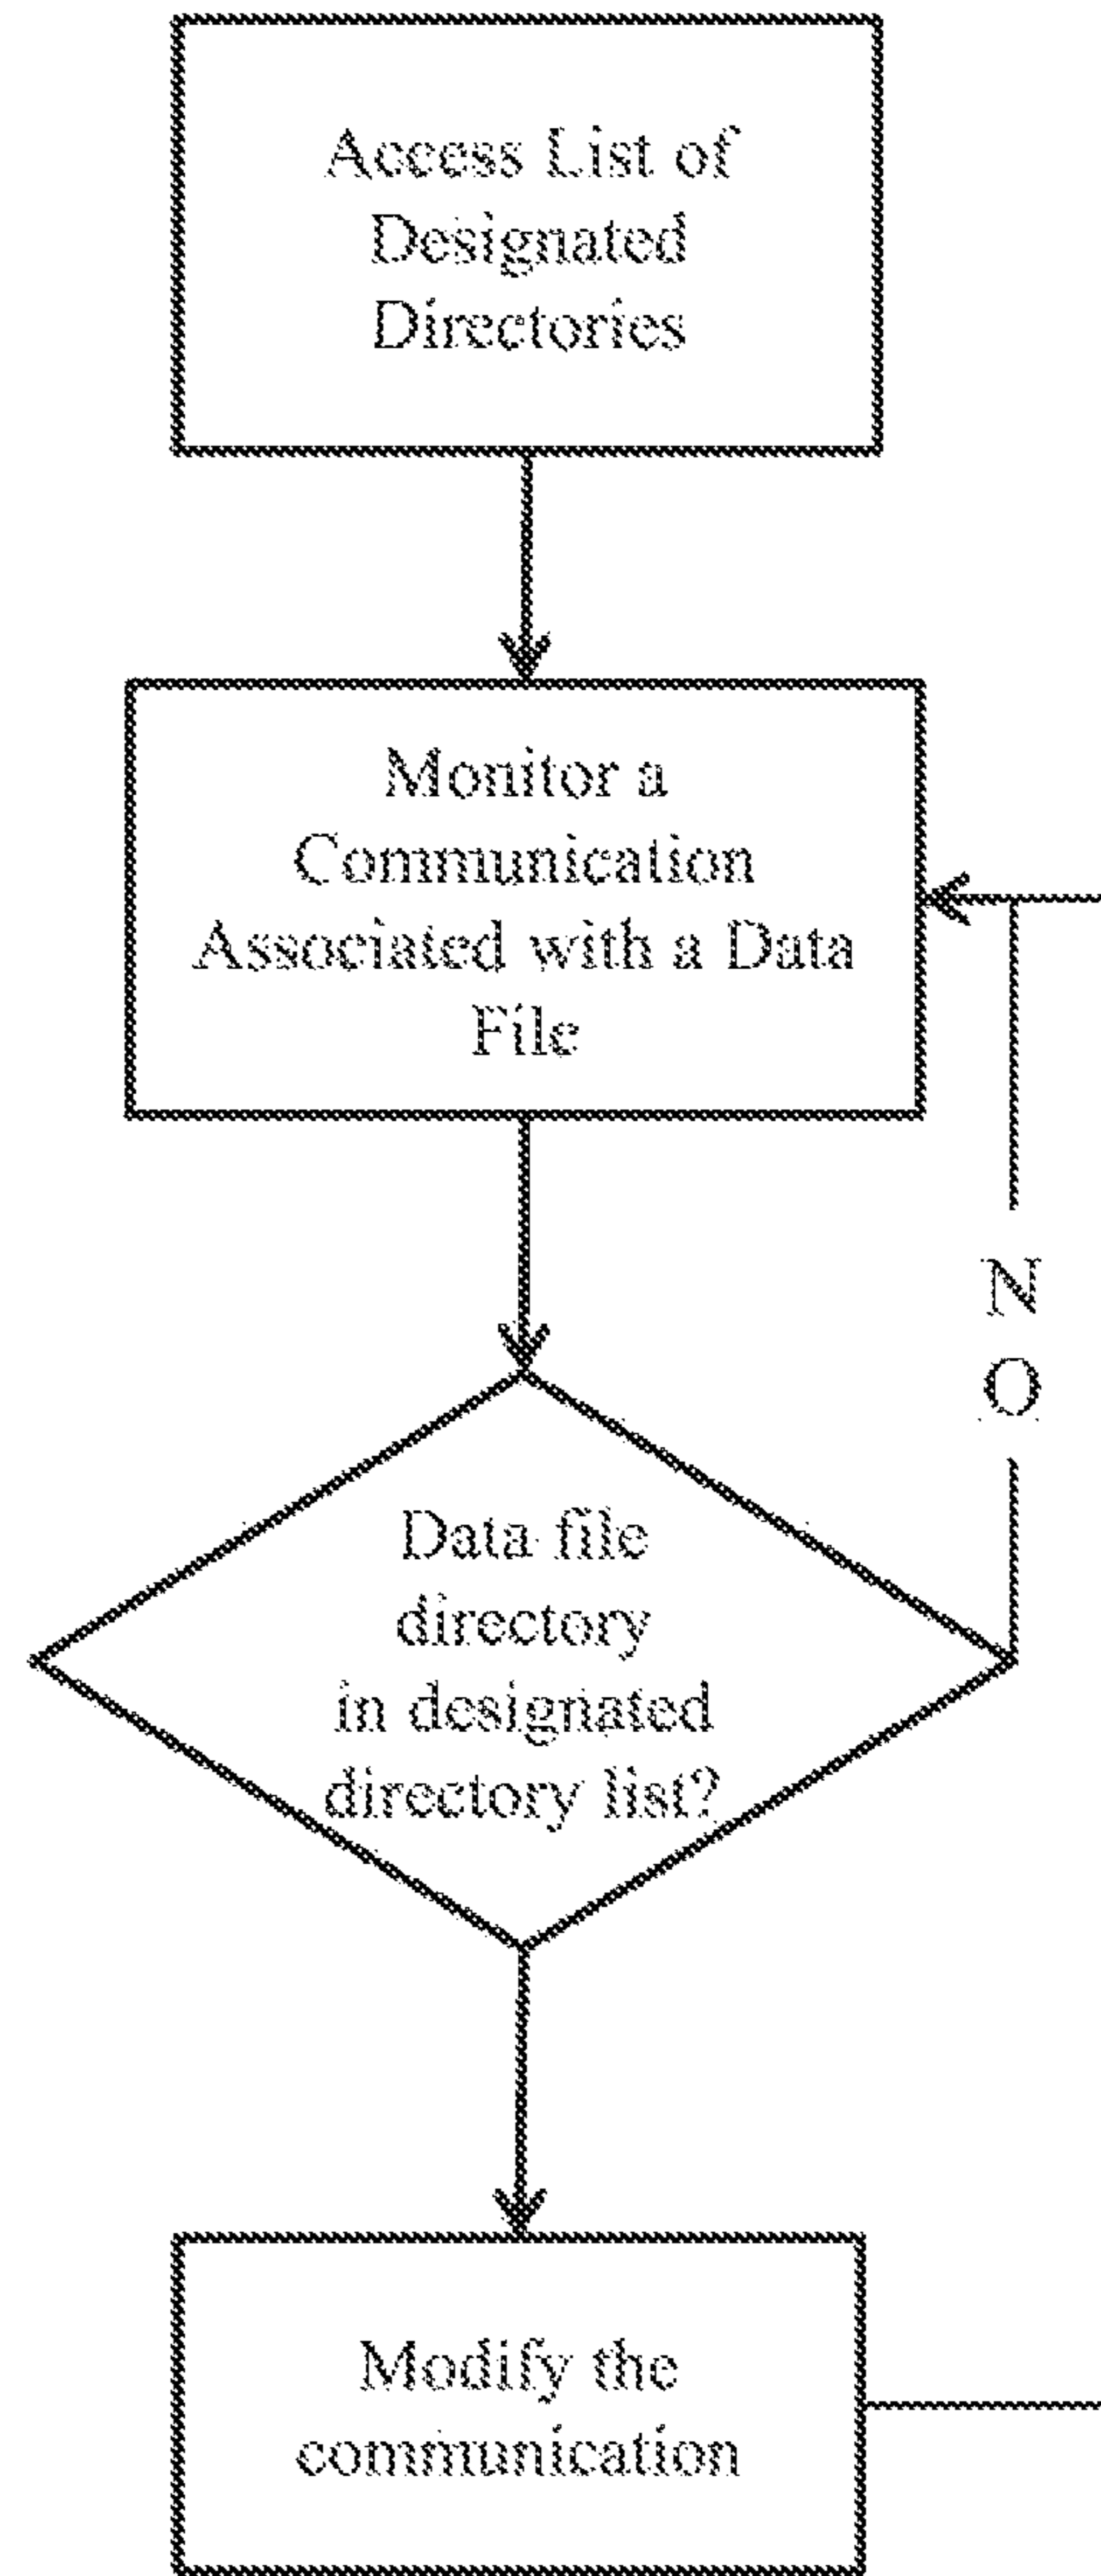 Access List of
Designated
Directories
Monitor a
Communication
Associated with a Data
File
N
O
Data file
directory
in designated
directory list?
Modify the
communication